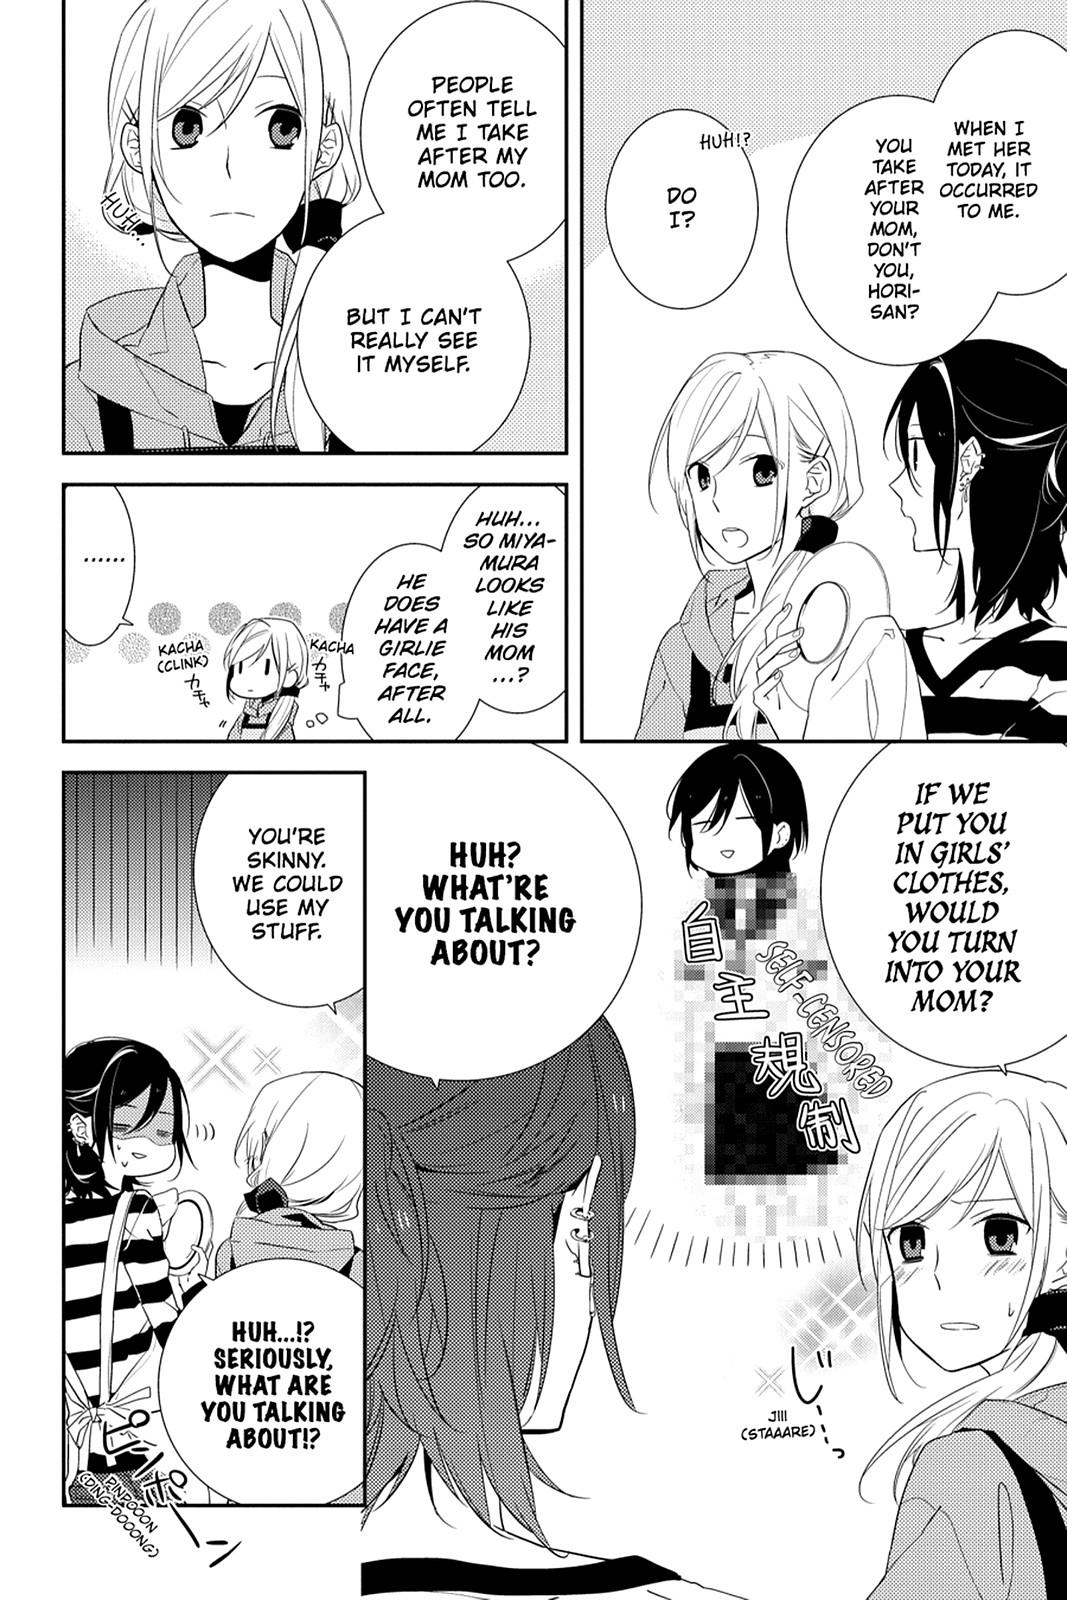 WHEN I
MET HER
TODAY, IT
OCCURRED
TO ME.
YOU
TAKE
AFTER
YOUR
MOM,
DON'T
YOU,
HORI-
SAN?
HUH!?
DO
I?
PEOPLE
OFTEN TELL
ME I TAKE
AFTER MY
MOM TOO.
HUH...
BUT I CAN'T
REALLY SEE
IT MYSELF.
HUH...
SO MIYA-
MURA
LOOKS
LIKE
HIS
MOM
...?
HE
DOES
HAVE A
GIRLIE
FACE,
AFTER
ALL.
KACHA
カチャ
KACHA
(CLINK)
カチャ
......
IF WE
PUT YOU
IN GIRLS'
CLOTHES,
WOULD
YOU TURN
INTO YOUR
MOM?
SELF-CENSORED
自主規制
じーっ
JIII
(STAAARE)
HUH?
WHAT'RE
YOU TALKING
ABOUT?
YOU'RE
SKINNY.
WE COULD
USE MY
STUFF.
HUH...!?
SERIOUSLY,
WHAT ARE
YOU TALKING
ABOUT!?
ピンポーン
PINPOOON
(DING-DOOONG)